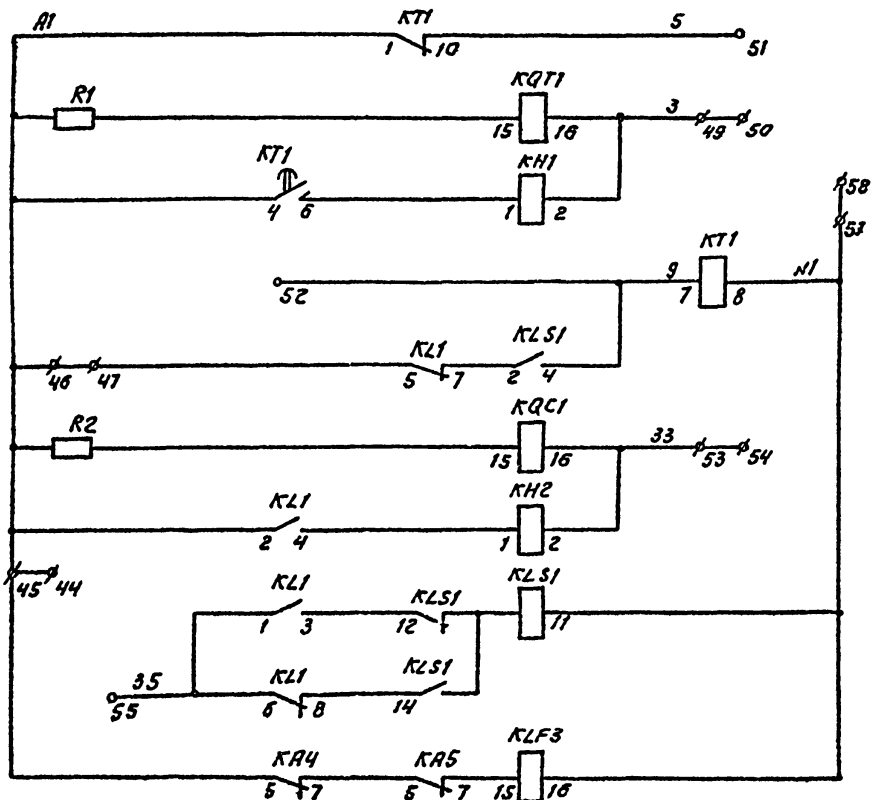 A1 KT1 5
1 10 51
R1 KQT1 3
15 16 49 50
KT1 KH1
4 6 1 2
58
57
52 9 KT1 N1
7 8
KL1 KLS1
46 47 5 7 2 4
R2 KQC1 33
15 16 53 54
KL1 KH2
2 4 1 2
45 44
KL1 KLS1 KLS1
1 3 12 11
35 KL1 KLS1
55 6 8 14
KA4 KA5 KLF3
5 7 5 7 15 16